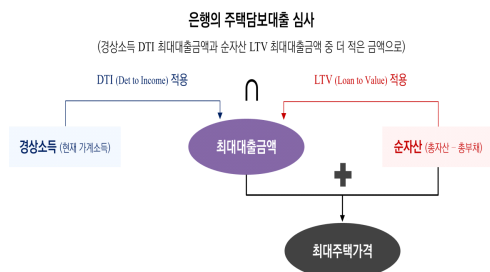 은행의 주택담보대출 심사
(경상소득 DTI 최대대출금액과 순자산 LTV 최대대출금액 중 더 적은 금액으로)
DTI (Det to Income) 적용
∩
LTV (Loan to Value) 적용
경상소득 (현재 가계소득)
최대대출금액
순자산 (총자산 – 총부채)
+
최대주택가격